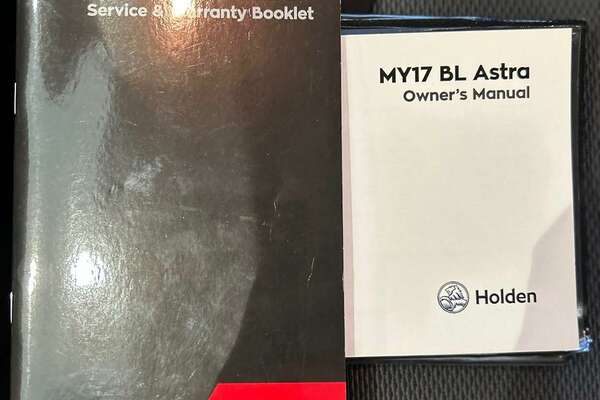 Service & Warranty Booklet
MY17 BL Astra
Owner's Manual
Holden